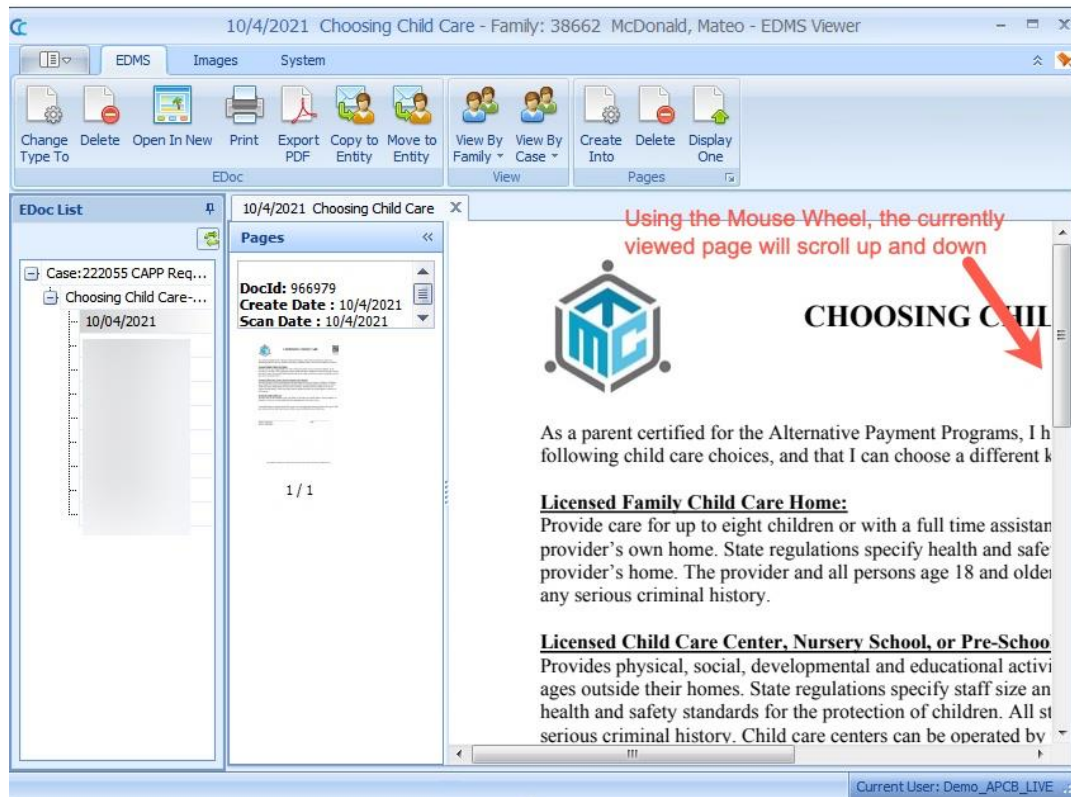 10/4/2021 Choosing Child Care - Family: 38662 McDonald, Mateo - EDMS Viewer
EDMS Images System
Change Type To
Delete
Open In New
Print
Export PDF
Copy to Entity
Move to Entity
View By Family
View By Case
Create Into
Delete
Display One
EDoc
View
Pages
EDoc List
10/4/2021 Choosing Child Care
Pages
Case:222055 CAPP Req...
Choosing Child Care-...
10/04/2021
DocId: 966979
Create Date : 10/4/2021
Scan Date : 10/4/2021
1 / 1
Using the Mouse Wheel, the currently
viewed page will scroll up and down
TMC
CHOOSING CHIL
As a parent certified for the Alternative Payment Programs, I h
following child care choices, and that I can choose a different k
Licensed Family Child Care Home:
Provide care for up to eight children or with a full time assistan
provider's own home. State regulations specify health and safe
provider's home. The provider and all persons age 18 and older
any serious criminal history.
Licensed Child Care Center, Nursery School, or Pre-Schoo
Provides physical, social, developmental and educational activi
ages outside their homes. State regulations specify staff size an
health and safety standards for the protection of children. All st
serious criminal history. Child care centers can be operated by
Current User: Demo_APCB_LIVE